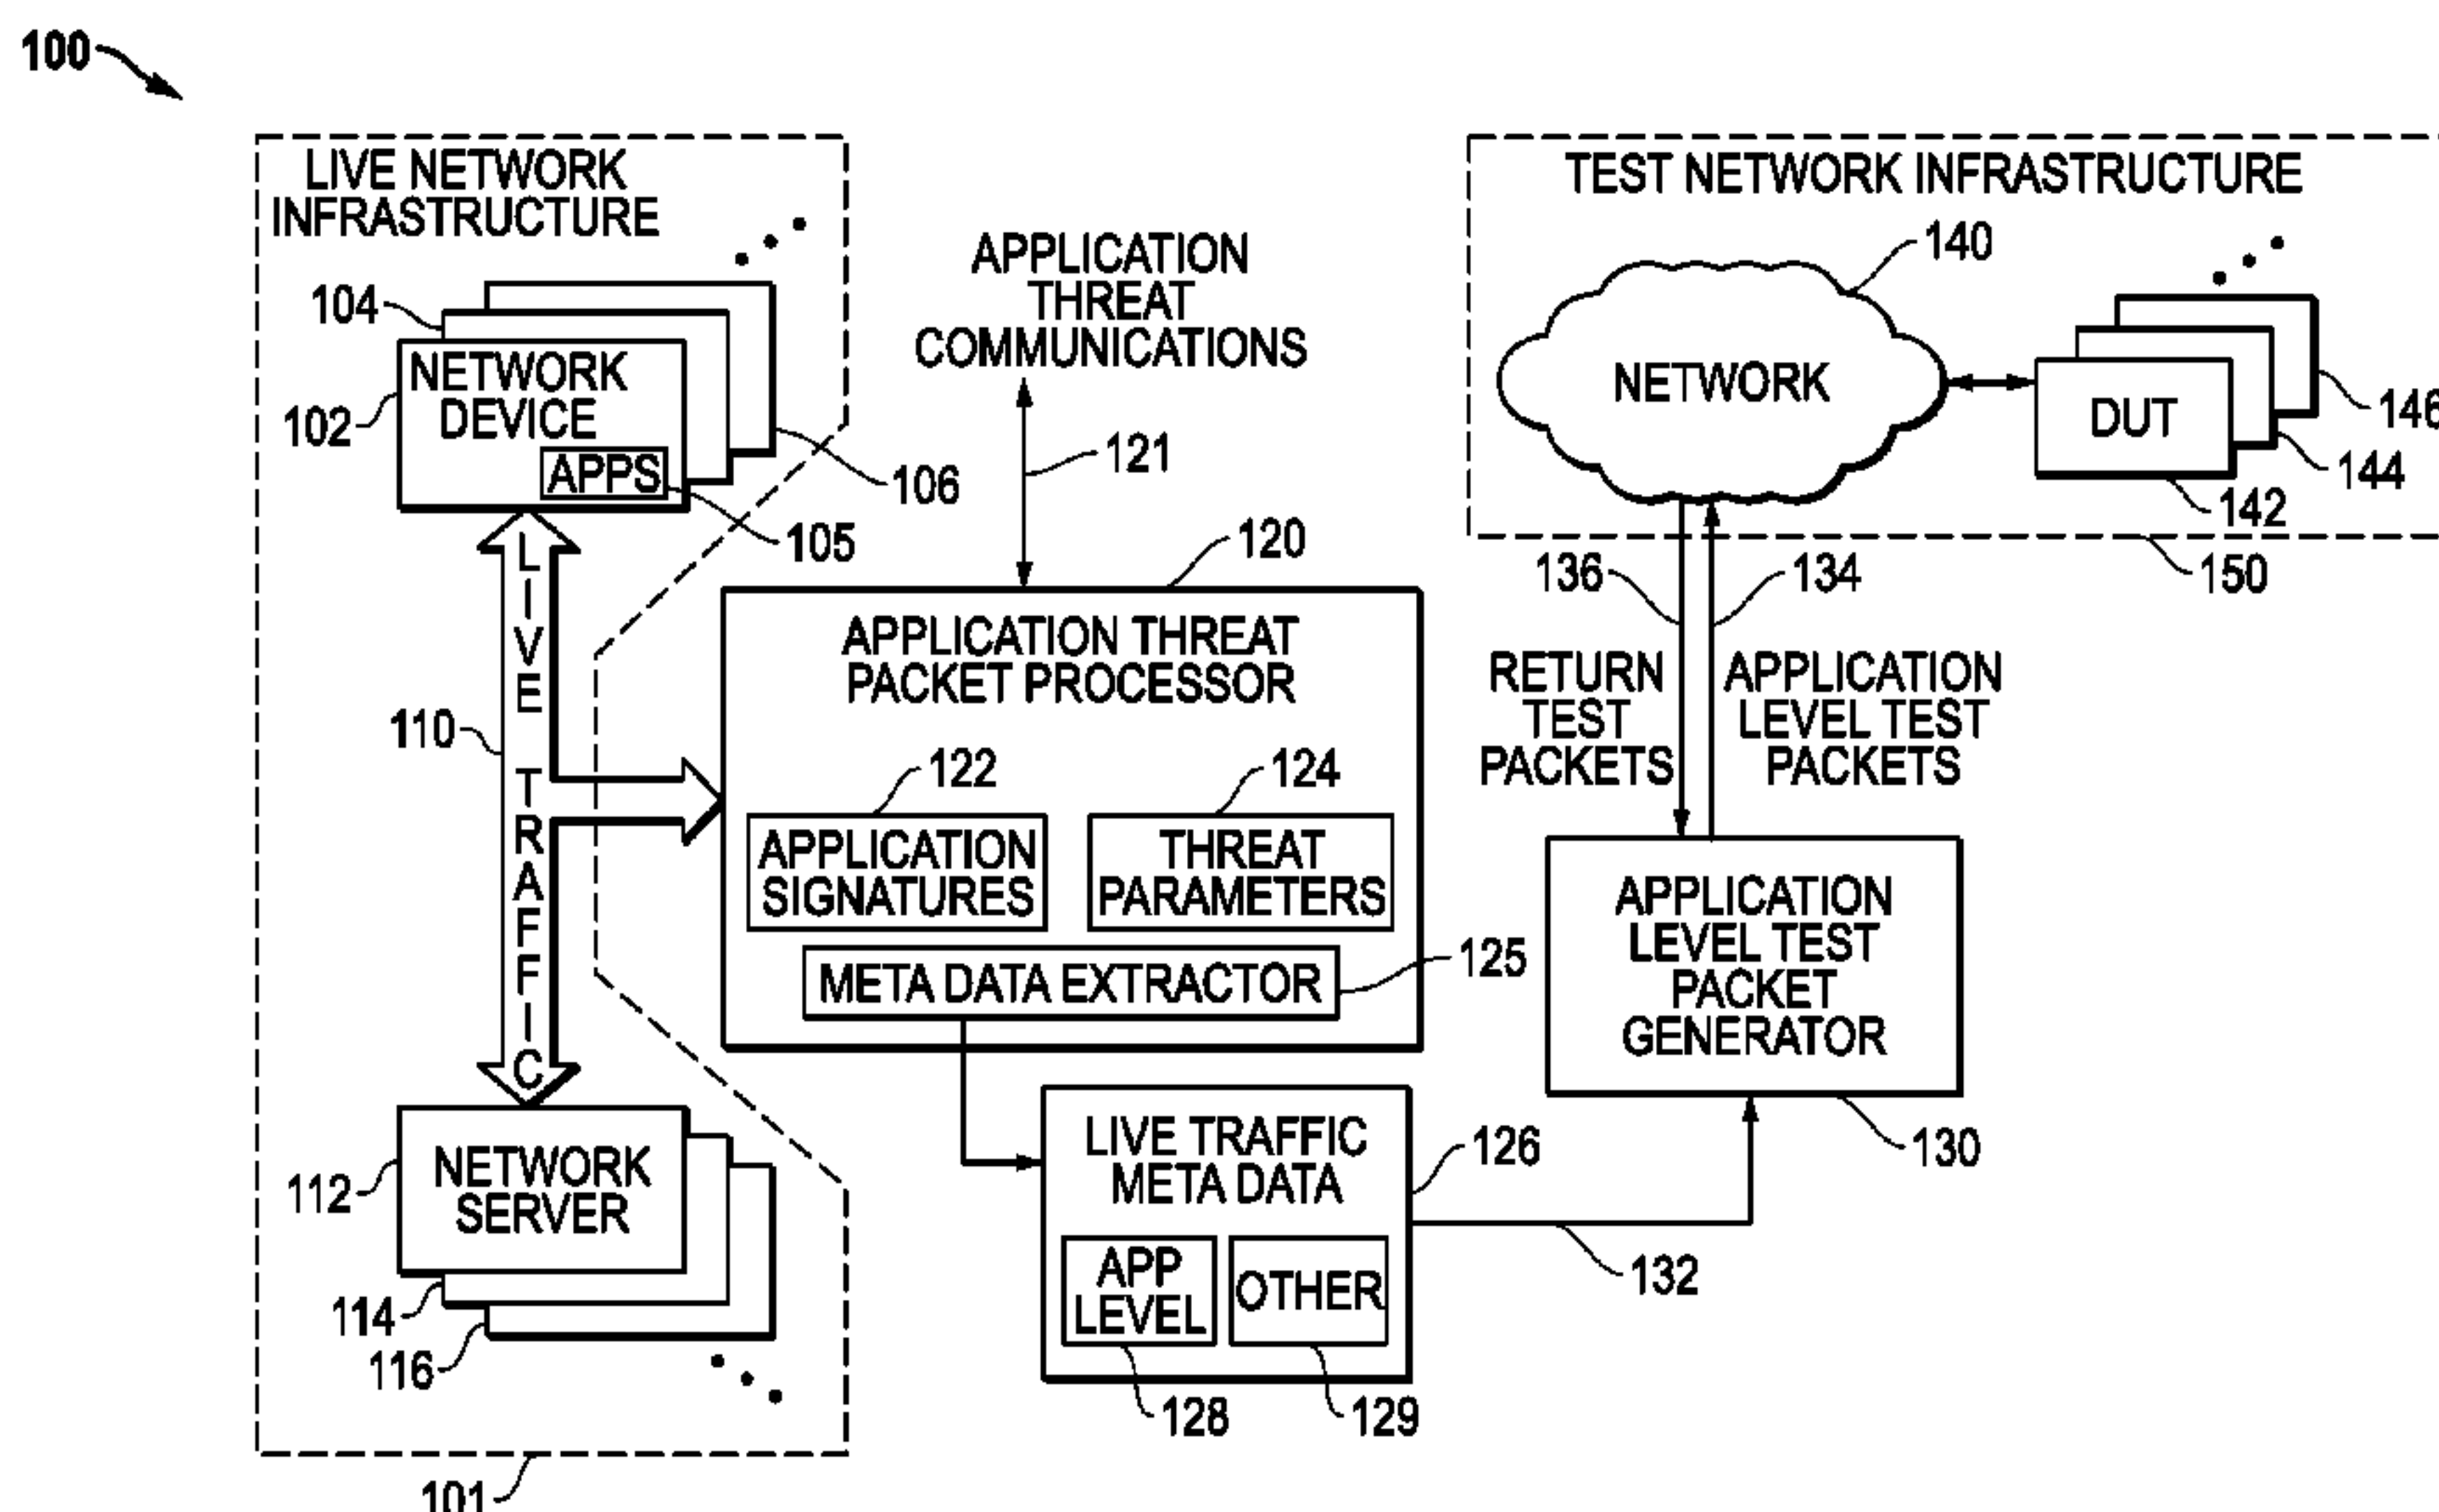 100
LIVE NETWORK
INFRASTRUCTURE
104
102
NETWORK
DEVICE
APPS
106
105
110
LIVE TRAFFIC
112
NETWORK
SERVER
114
116
101
APPLICATION
THREAT
COMMUNICATIONS
121
120
APPLICATION THREAT
PACKET PROCESSOR
122
124
APPLICATION
SIGNATURES
THREAT
PARAMETERS
125
META DATA EXTRACTOR
LIVE TRAFFIC
META DATA
126
APP
LEVEL
OTHER
128
129
132
TEST NETWORK INFRASTRUCTURE
140
NETWORK
DUT
146
144
142
150
136
134
RETURN
TEST
PACKETS
APPLICATION
LEVEL TEST
PACKETS
APPLICATION
LEVEL TEST
PACKET
GENERATOR
130